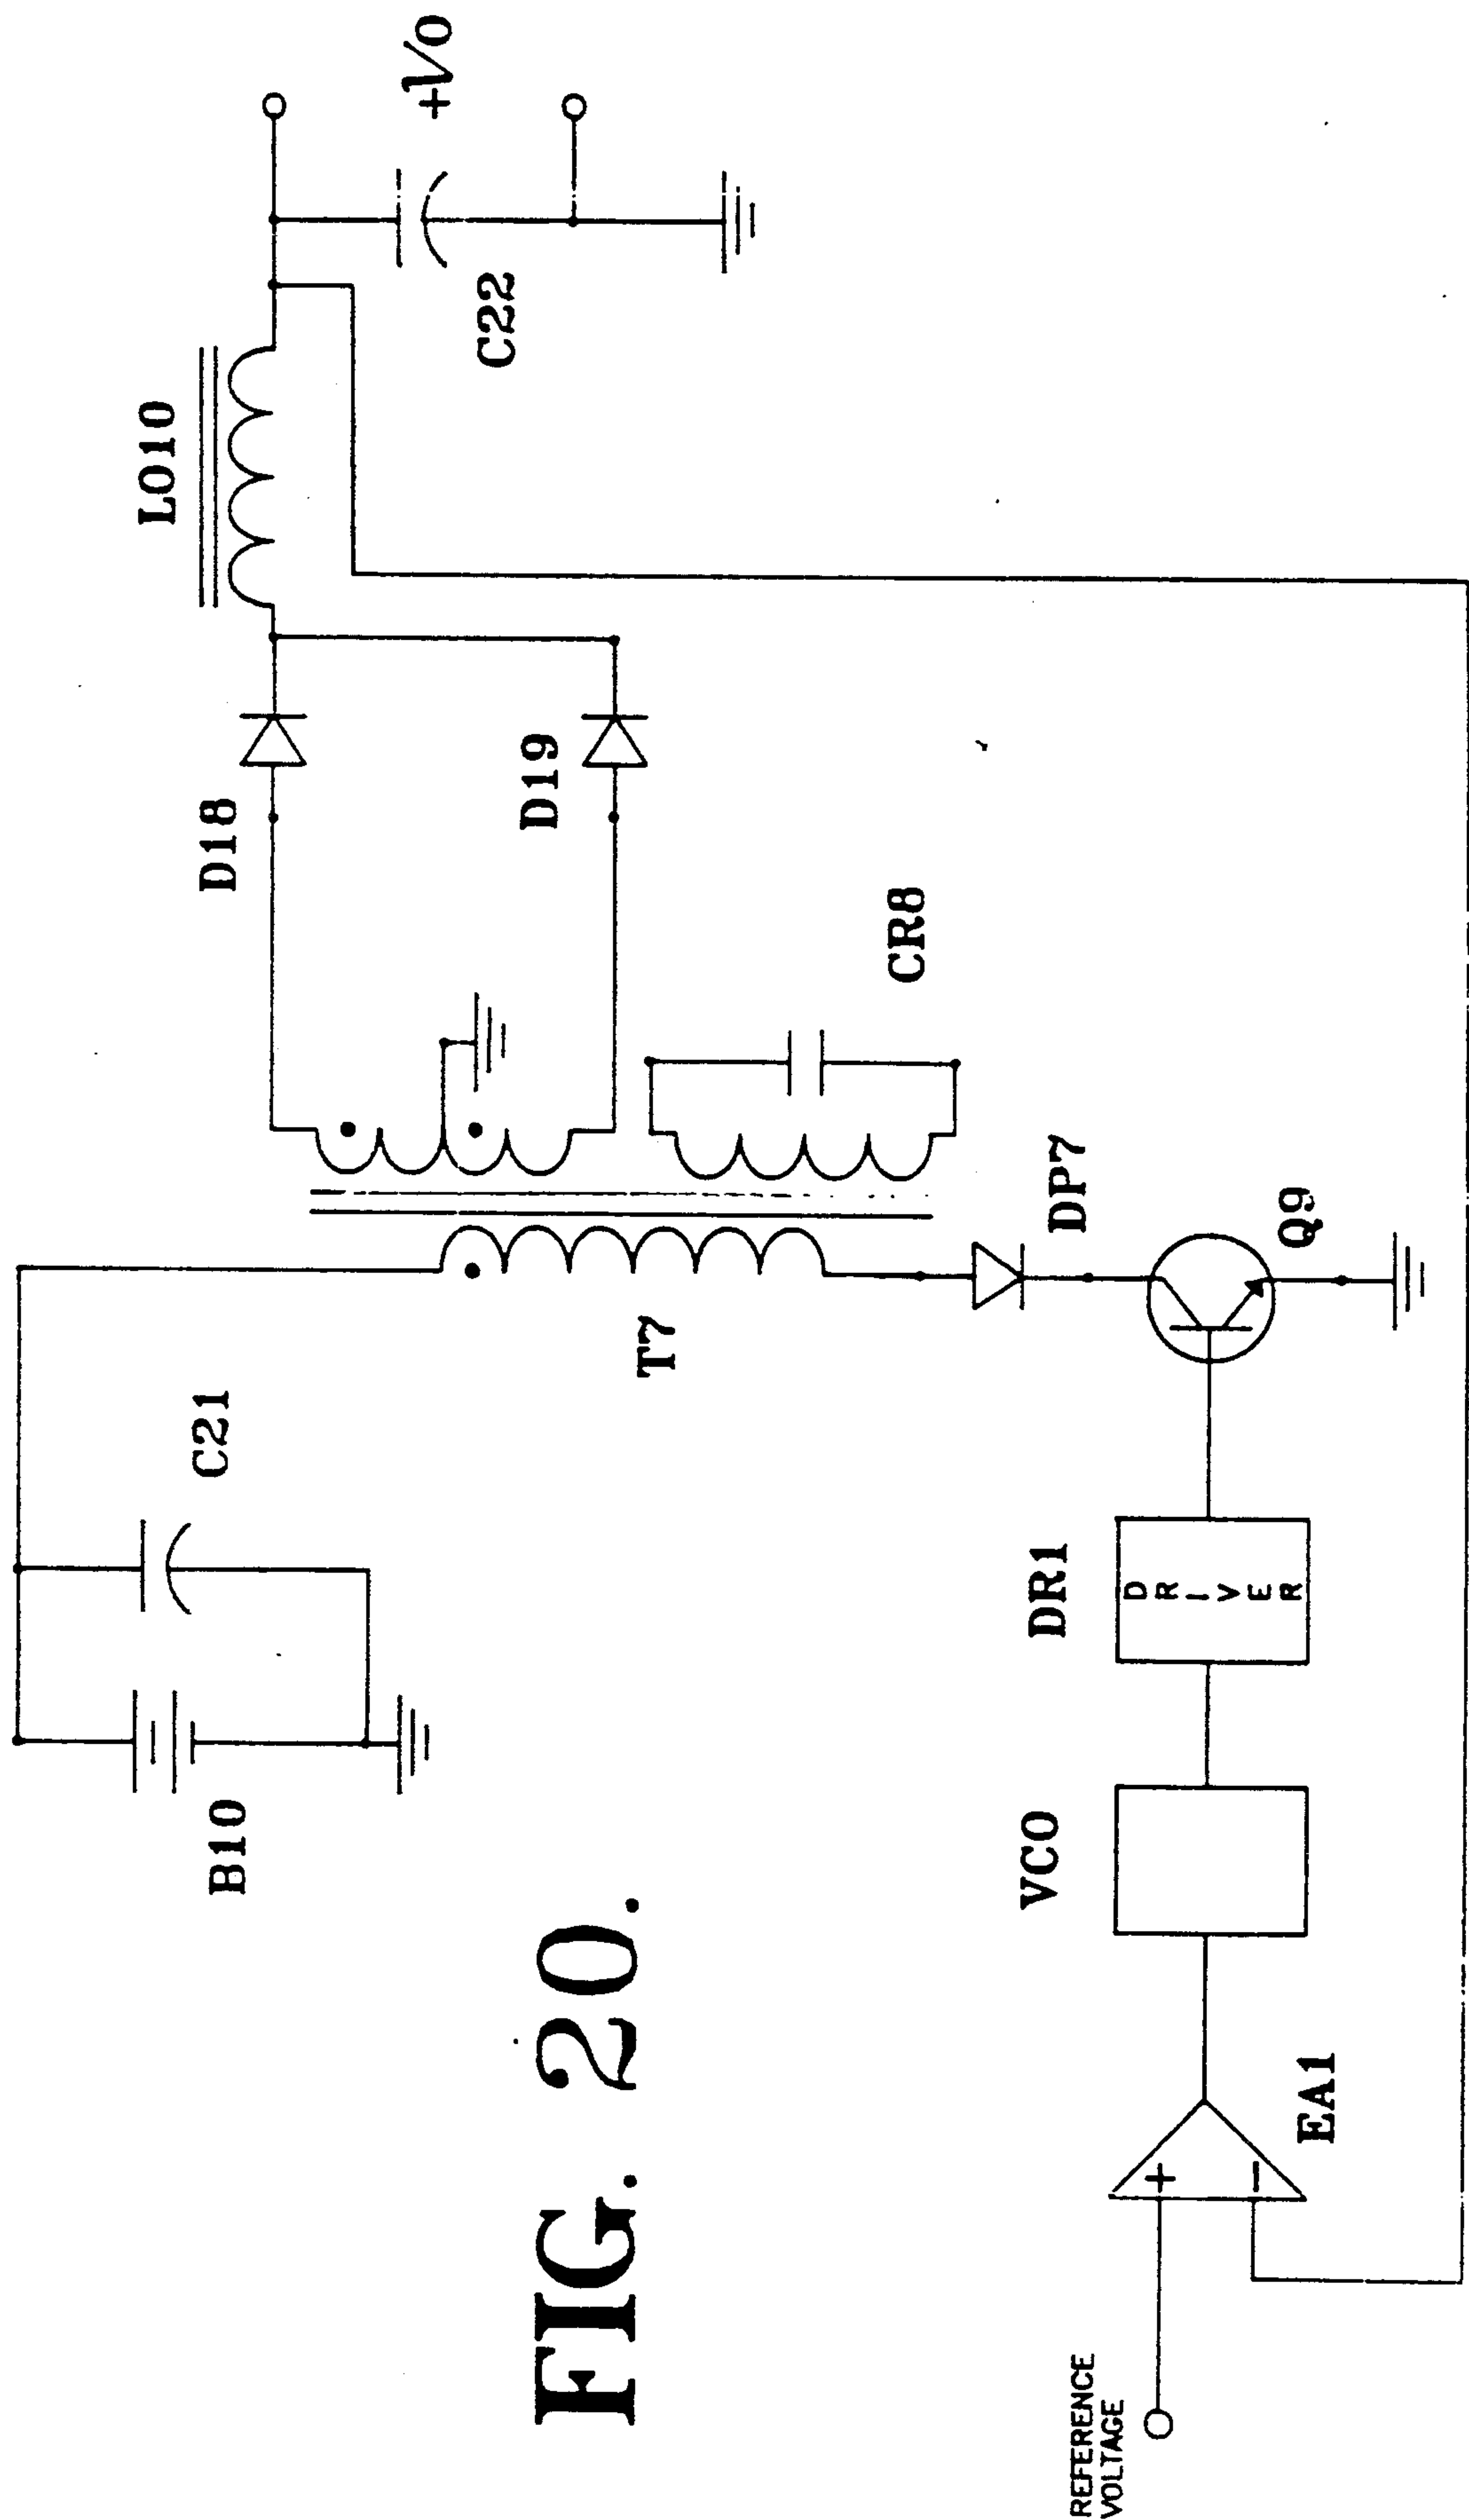 LO10
+Vo
D18
C22
D19
C21
B10
CR8
T7
DP7
Q9
FIG. 20.
DR1
DRIVER
VCO
EA1
+
−
REFERENCE
VOLTAGE